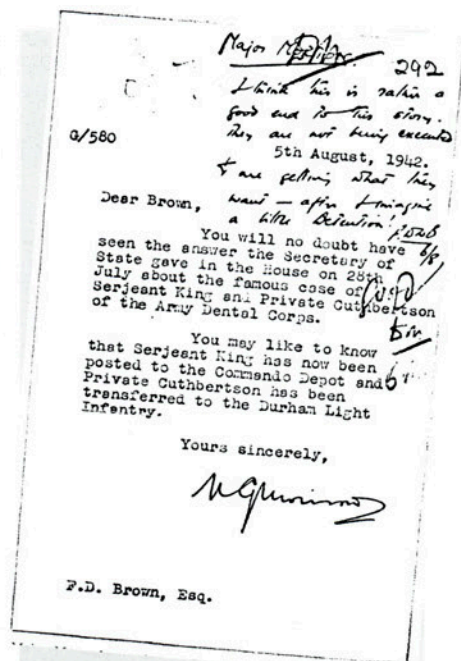 Major
292
I think this is rather a
good end to this story.
They are not being executed
G/580
5th August, 1942.
& are getting what they
Dear Brown,
want – after I imagine
a little Detention!
6/8
You will no doubt have
seen the answer the Secretary of
State gave in the House on 28th
July about the famous case of
Serjeant King and Private Cuthbertson
of the Army Dental Corps.
You may like to know
that Serjeant King has now been
posted to the Commando Depot and
Private Cuthbertson has been
transferred to the Durham Light
Infantry.
Yours sincerely,
F.D. Brown, Esq.